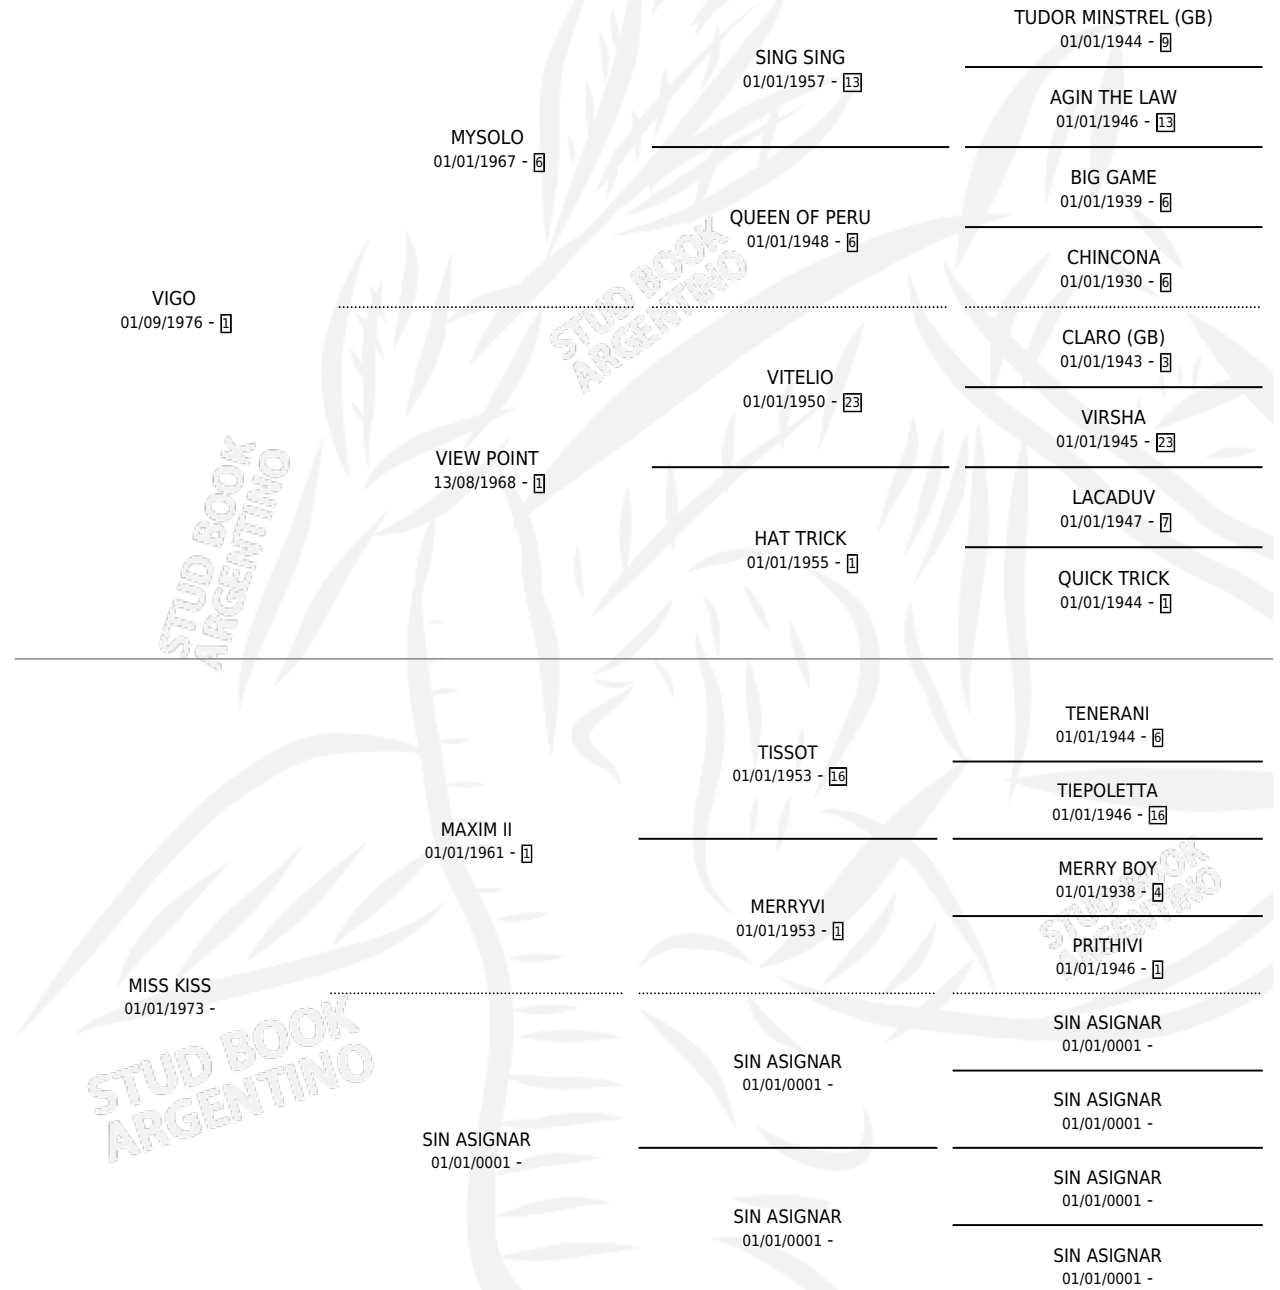 TUDOR MINSTREL (GB)
01/01/1944 - 9
SING SING
01/01/1957 - 13
AGIN THE LAW
01/01/1946 - 13
MYSOLO
01/01/1967 - 6
BIG GAME
01/01/1939 - 6
QUEEN OF PERU
01/01/1948 - 6
CHINCONA
01/01/1930 - 6
VIGO
01/09/1976 - 1
CLARO (GB)
01/01/1943 - 3
VITELIO
01/01/1950 - 23
VIRSHA
01/01/1945 - 23
VIEW POINT
13/08/1968 - 1
LACADUV
01/01/1947 - 7
HAT TRICK
01/01/1955 - 1
QUICK TRICK
01/01/1944 - 1
TENERANI
01/01/1944 - 6
TISSOT
01/01/1953 - 16
TIEPOLETTA
01/01/1946 - 16
MAXIM II
01/01/1961 - 1
MERRY BOY
01/01/1938 - 4
MERRYVI
01/01/1953 - 1
PRITHIVI
01/01/1946 - 1
MISS KISS
01/01/1973 -
SIN ASIGNAR
01/01/0001 -
SIN ASIGNAR
01/01/0001 -
SIN ASIGNAR
01/01/0001 -
SIN ASIGNAR
01/01/0001 -
SIN ASIGNAR
01/01/0001 -
SIN ASIGNAR
01/01/0001 -
SIN ASIGNAR
01/01/0001 -
STUD BOOK
ARGENTINO
STUD BOOK
ARGENTINO
STUD BOOK
ARGENTINO
STUD BOOK
ARGENTINO